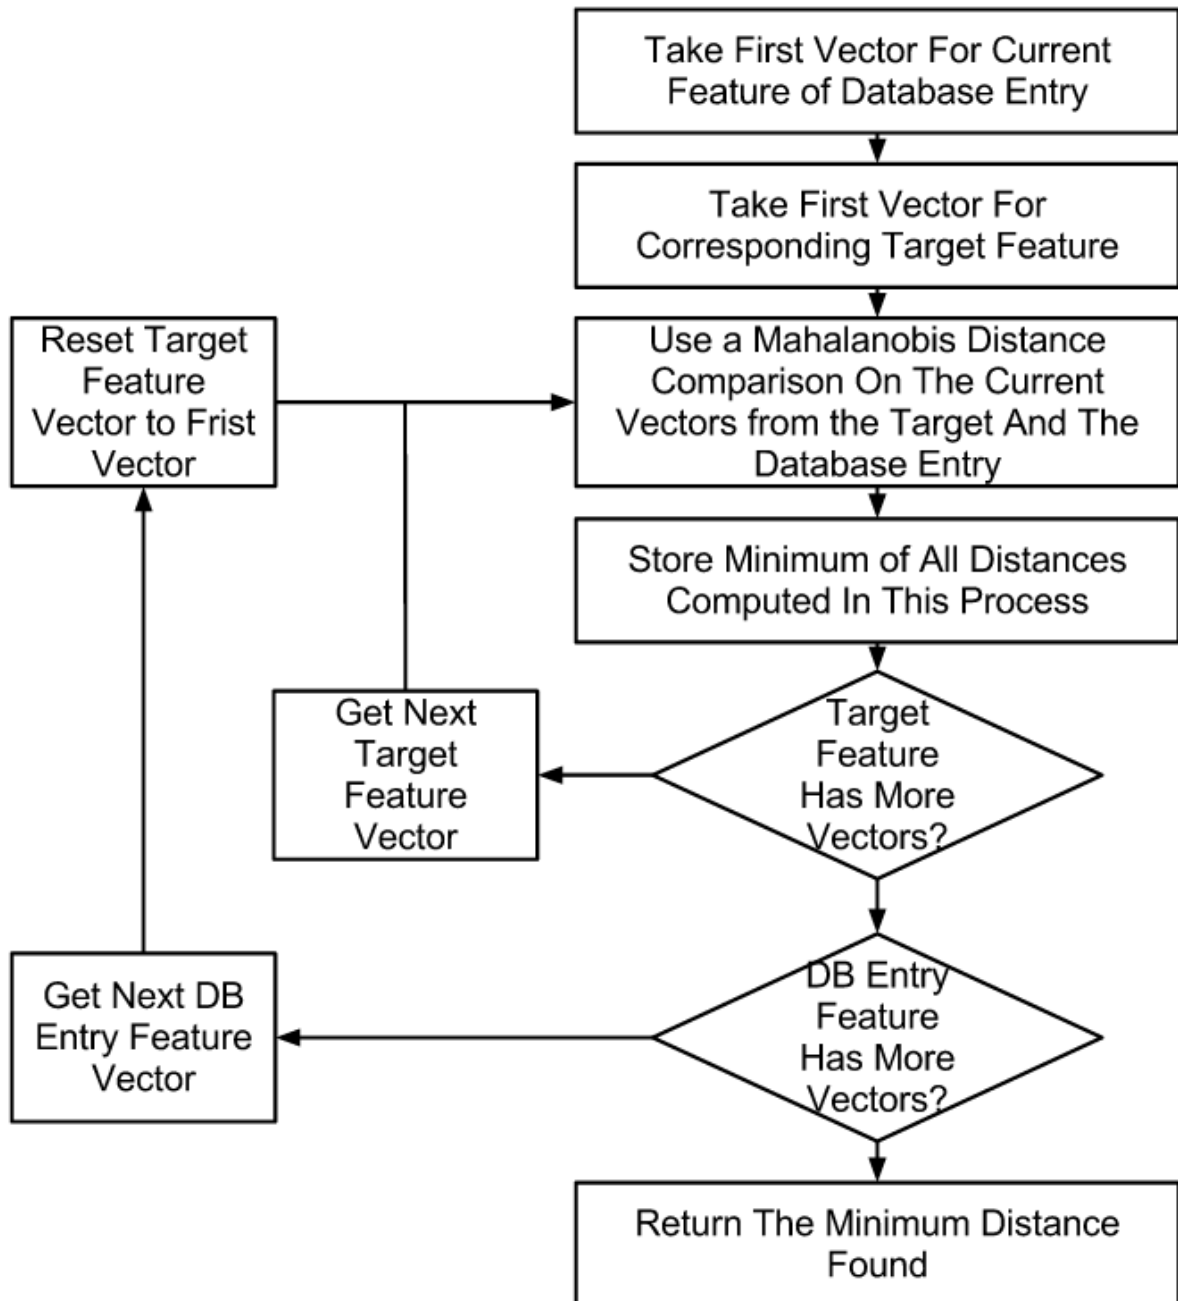 Take First Vector For Current
Feature of Database Entry
Take First Vector For
Corresponding Target Feature
Reset Target
Feature
Vector to Frist
Vector
Use a Mahalanobis Distance
Comparison On The Current
Vectors from the Target And The
Database Entry
Store Minimum of All Distances
Computed In This Process
Get Next
Target
Feature
Vector
Target
Feature
Has More
Vectors?
Get Next DB
Entry Feature
Vector
DB Entry
Feature
Has More
Vectors?
Return The Minimum Distance
Found